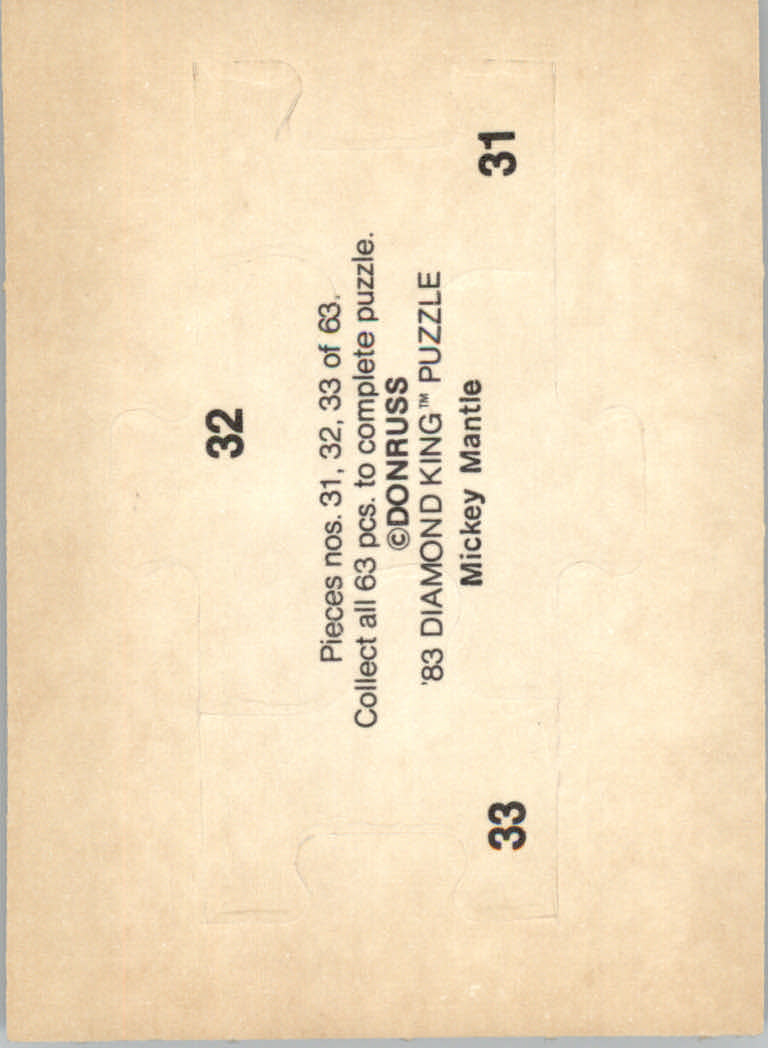 32
Pieces nos. 31, 32, 33 of 63.
Collect all 63 pcs. to complete puzzle.
©DONRUSS
'83 DIAMOND KING™ PUZZLE
Mickey Mantle
33
31